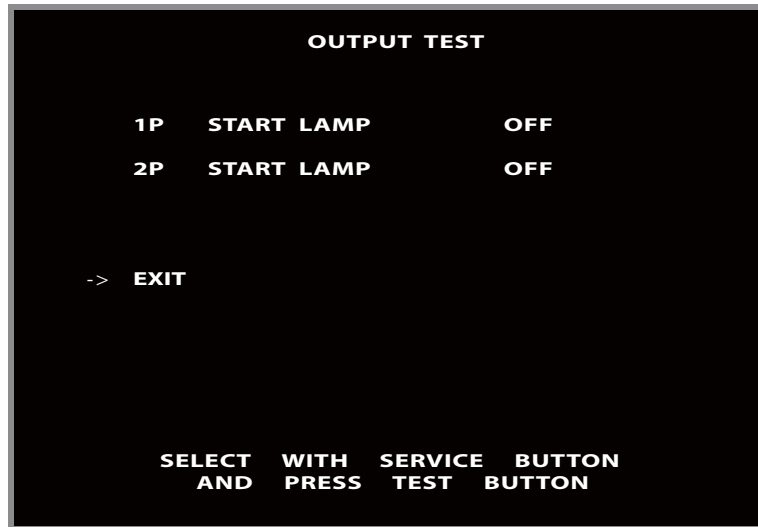 OUTPUT TEST
1P START LAMP OFF
2P START LAMP OFF
-> EXIT
SELECT WITH SERVICE BUTTON
AND PRESS TEST BUTTON